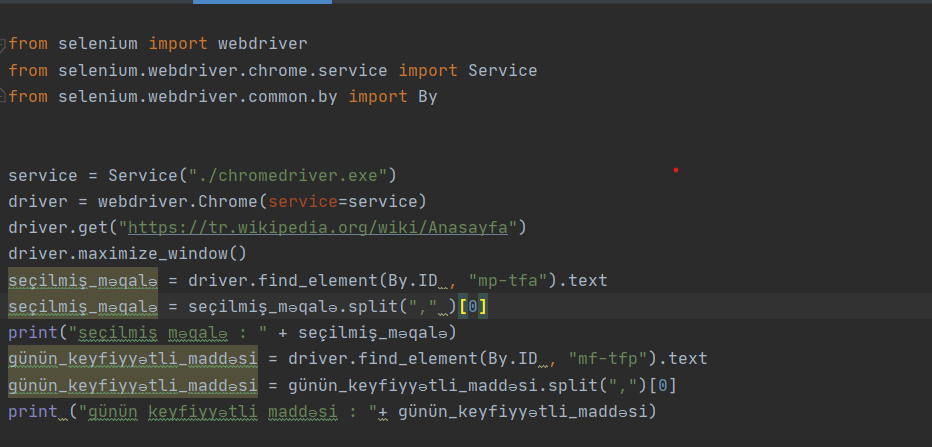 from selenium import webdriver
from selenium.webdriver.chrome.service import Service
from selenium.webdriver.common.by import By
service = Service("./chromedriver.exe")
driver = webdriver.Chrome(service=service)
driver.get("https://tr.wikipedia.org/wiki/Anasayfa")
driver.maximize_window()
seçilmiş_məqalə = driver.find_element(By.ID , "mp-tfa").text
seçilmiş_məqalə = seçilmiş_məqalə.split("," )[0]
print("seçilmiş məqalə : " + seçilmiş_məqalə)
günün_keyfiyyətli_maddəsi = driver.find_element(By.ID , "mf-tfp").text
günün_keyfiyyətli_maddəsi = günün_keyfiyyətli_maddəsi.split(",")[0]
print ("günün keyfiyyətli maddəsi : "+ günün_keyfiyyətli_maddəsi)